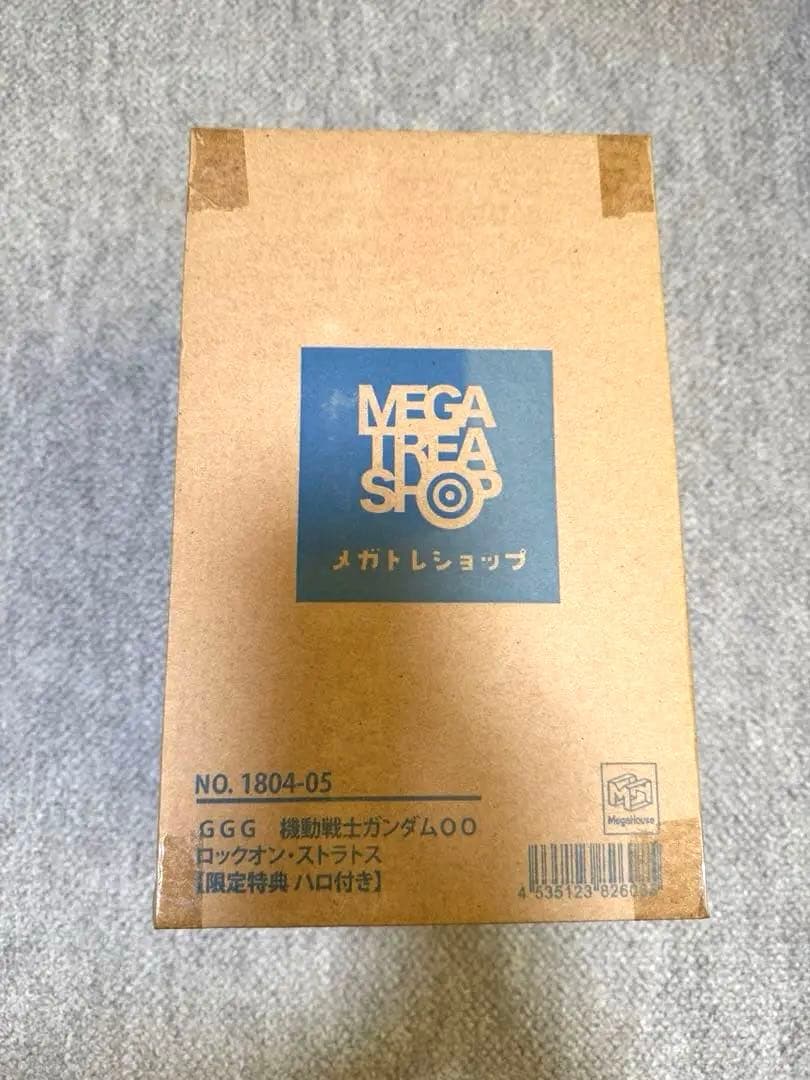 MEGA
TREA
SHOP
メガトレショップ
NO. 1804-05
GGG 機動戦士ガンダムOO
ロックオン・ストラトス
【限定特典 ハロ付き】
MegaHouse
4 535123